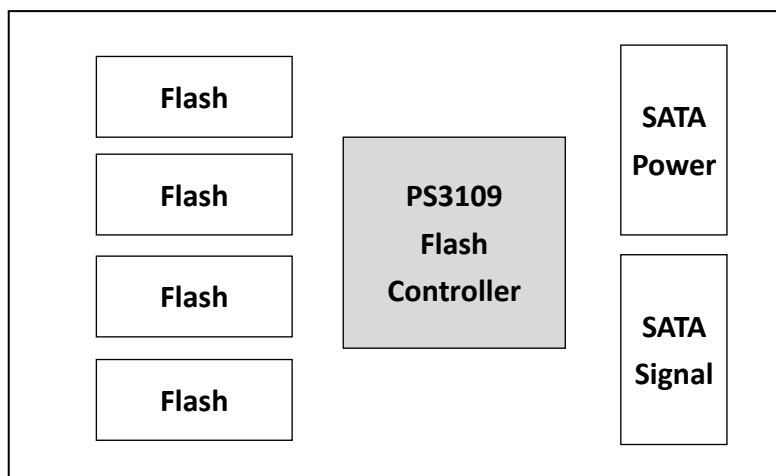 Flash
Flash
Flash
Flash
PS3109
Flash
Controller
SATA
Power
SATA
Signal